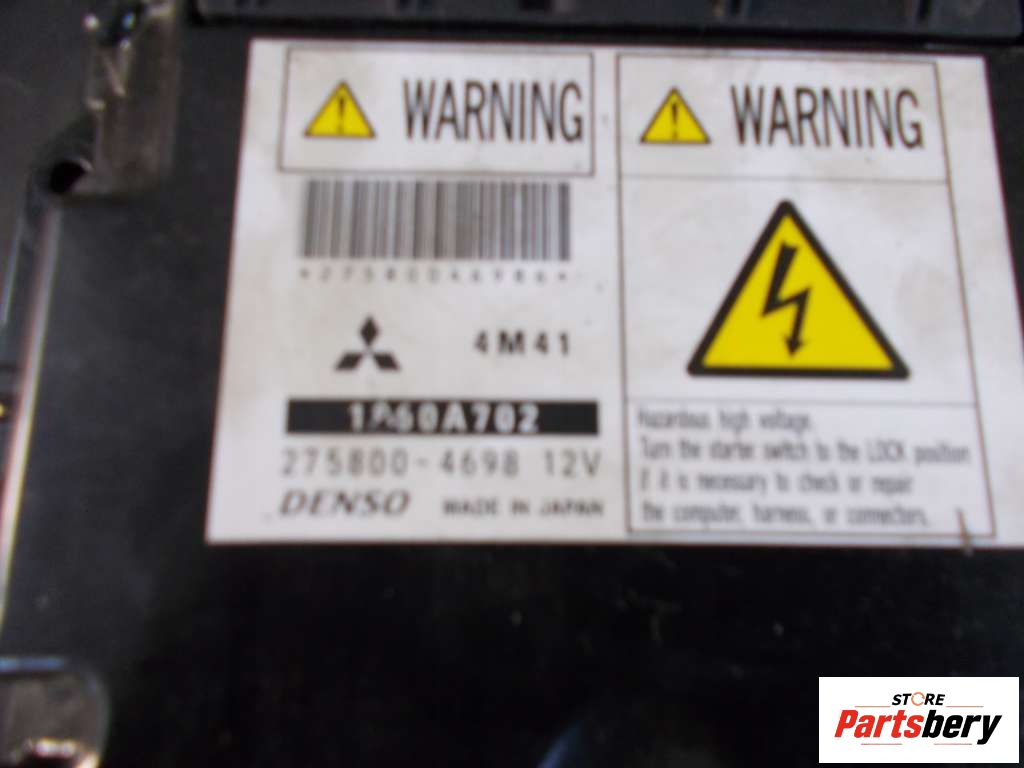 WARNING
4M41
1860A702
275800-4698 12V
DENSO MADE IN JAPAN
WARNING
Hazardous high voltage.
Turn the starter switch to the LOCK position
if it is necessary to check or repair
the computer, harness, or connectors.
STORE
Partsbery